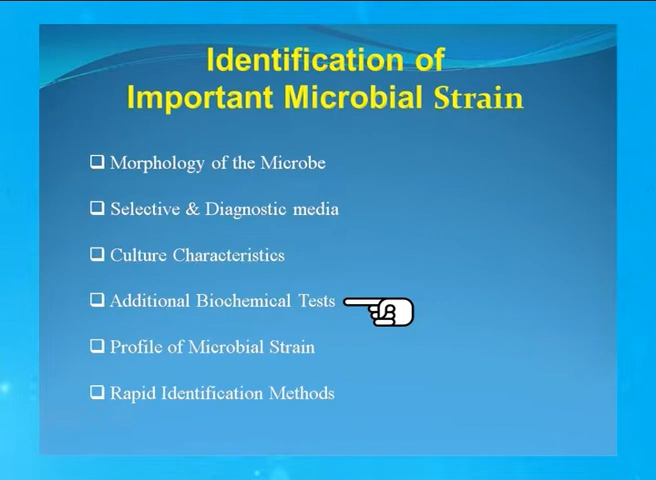 Identification of
Important Microbial Strain
Morphology of the Microbe
Selective & Diagnostic media
Culture Characteristics
Additional Biochemical Tests
Profile of Microbial Strain
Rapid Identification Methods